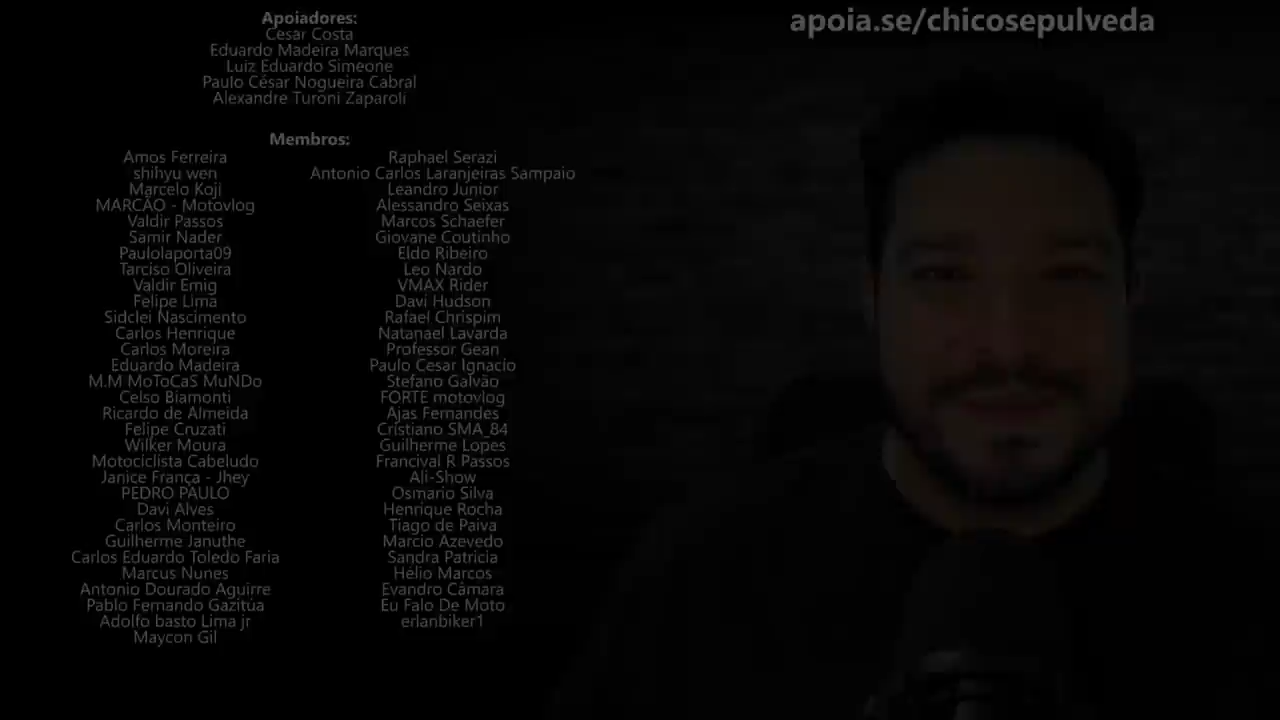 Apoiadores:
Cesar Costa
Eduardo Madeira Marques
Luiz Eduardo Simeone
Paulo César Nogueira Cabral
Alexandre Turoni Zaparoli
apoia.se/chicosepulveda
Membros:
Amos Ferreira
shihyu wen
Marcelo Koji
MARCÃO - Motovlog
Valdir Passos
Samir Nader
Paulolaporta09
Tarciso Oliveira
Valdir Emig
Felipe Lima
Sidclei Nascimento
Carlos Henrique
Carlos Moreira
Eduardo Madeira
M.M MoToCaS MuNDo
Celso Biamonti
Ricardo de Almeida
Felipe Cruzati
Wilker Moura
Motociclista Cabeludo
Janice França - Jhey
PEDRO PAULO
Davi Alves
Carlos Monteiro
Guilherme Januthe
Carlos Eduardo Toledo Faria
Marcus Nunes
Antonio Dourado Aguirre
Pablo Fernando Gazitúa
Adolfo basto Lima jr
Maycon Gil
Raphael Serazi
Antonio Carlos Laranjeiras Sampaio
Leandro Junior
Alessandro Seixas
Marcos Schaefer
Giovane Coutinho
Eldo Ribeiro
Leo Nardo
VMAX Rider
Davi Hudson
Rafael Chrispim
Natanael Lavarda
Professor Gean
Paulo Cesar Ignacio
Stefano Galvão
FORTE motovlog
Ajas Fernandes
Cristiano SMA_84
Guilherme Lopes
Francival R Passos
Ali-Show
Osmario Silva
Henrique Rocha
Tiago de Paiva
Marcio Azevedo
Sandra Patricia
Hélio Marcos
Evandro Câmara
Eu Falo De Moto
erlanbiker1